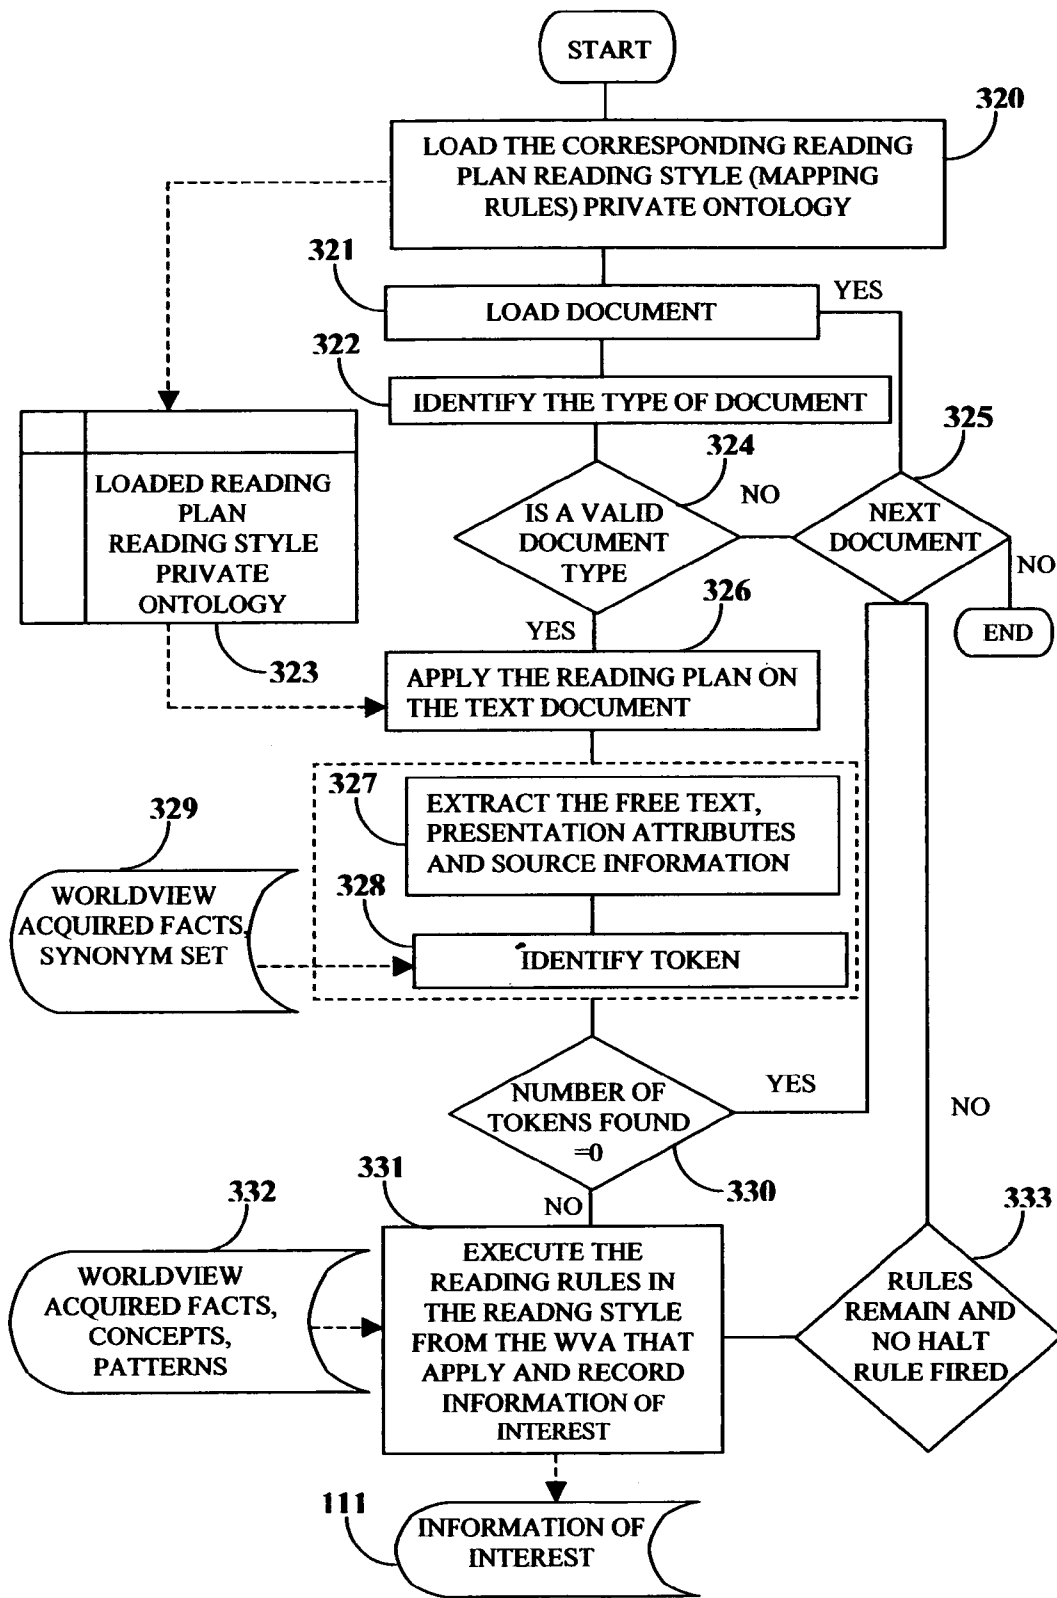 START
320
LOAD THE CORRESPONDING READING
PLAN READING STYLE (MAPPING
RULES) PRIVATE ONTOLOGY
321
YES
LOAD DOCUMENT
322
IDENTIFY THE TYPE OF DOCUMENT
325
324
LOADED READING
PLAN
READING STYLE
PRIVATE
ONTOLOGY
323
IS A VALID
DOCUMENT
TYPE
NO
NEXT
DOCUMENT
NO
END
326
YES
APPLY THE READING PLAN ON
THE TEXT DOCUMENT
327
EXTRACT THE FREE TEXT,
PRESENTATION ATTRIBUTES
AND SOURCE INFORMATION
329
WORLDVIEW
ACQUIRED FACTS,
SYNONYM SET
328
IDENTIFY TOKEN
NUMBER OF
TOKENS FOUND
=0
YES
NO
330
331
NO
332
WORLDVIEW
ACQUIRED FACTS,
CONCEPTS,
PATTERNS
EXECUTE THE
READING RULES IN
THE READNG STYLE
FROM THE WVA THAT
APPLY AND RECORD
INFORMATION OF
INTEREST
333
RULES
REMAIN AND
NO HALT
RULE FIRED
111
INFORMATION OF
INTEREST